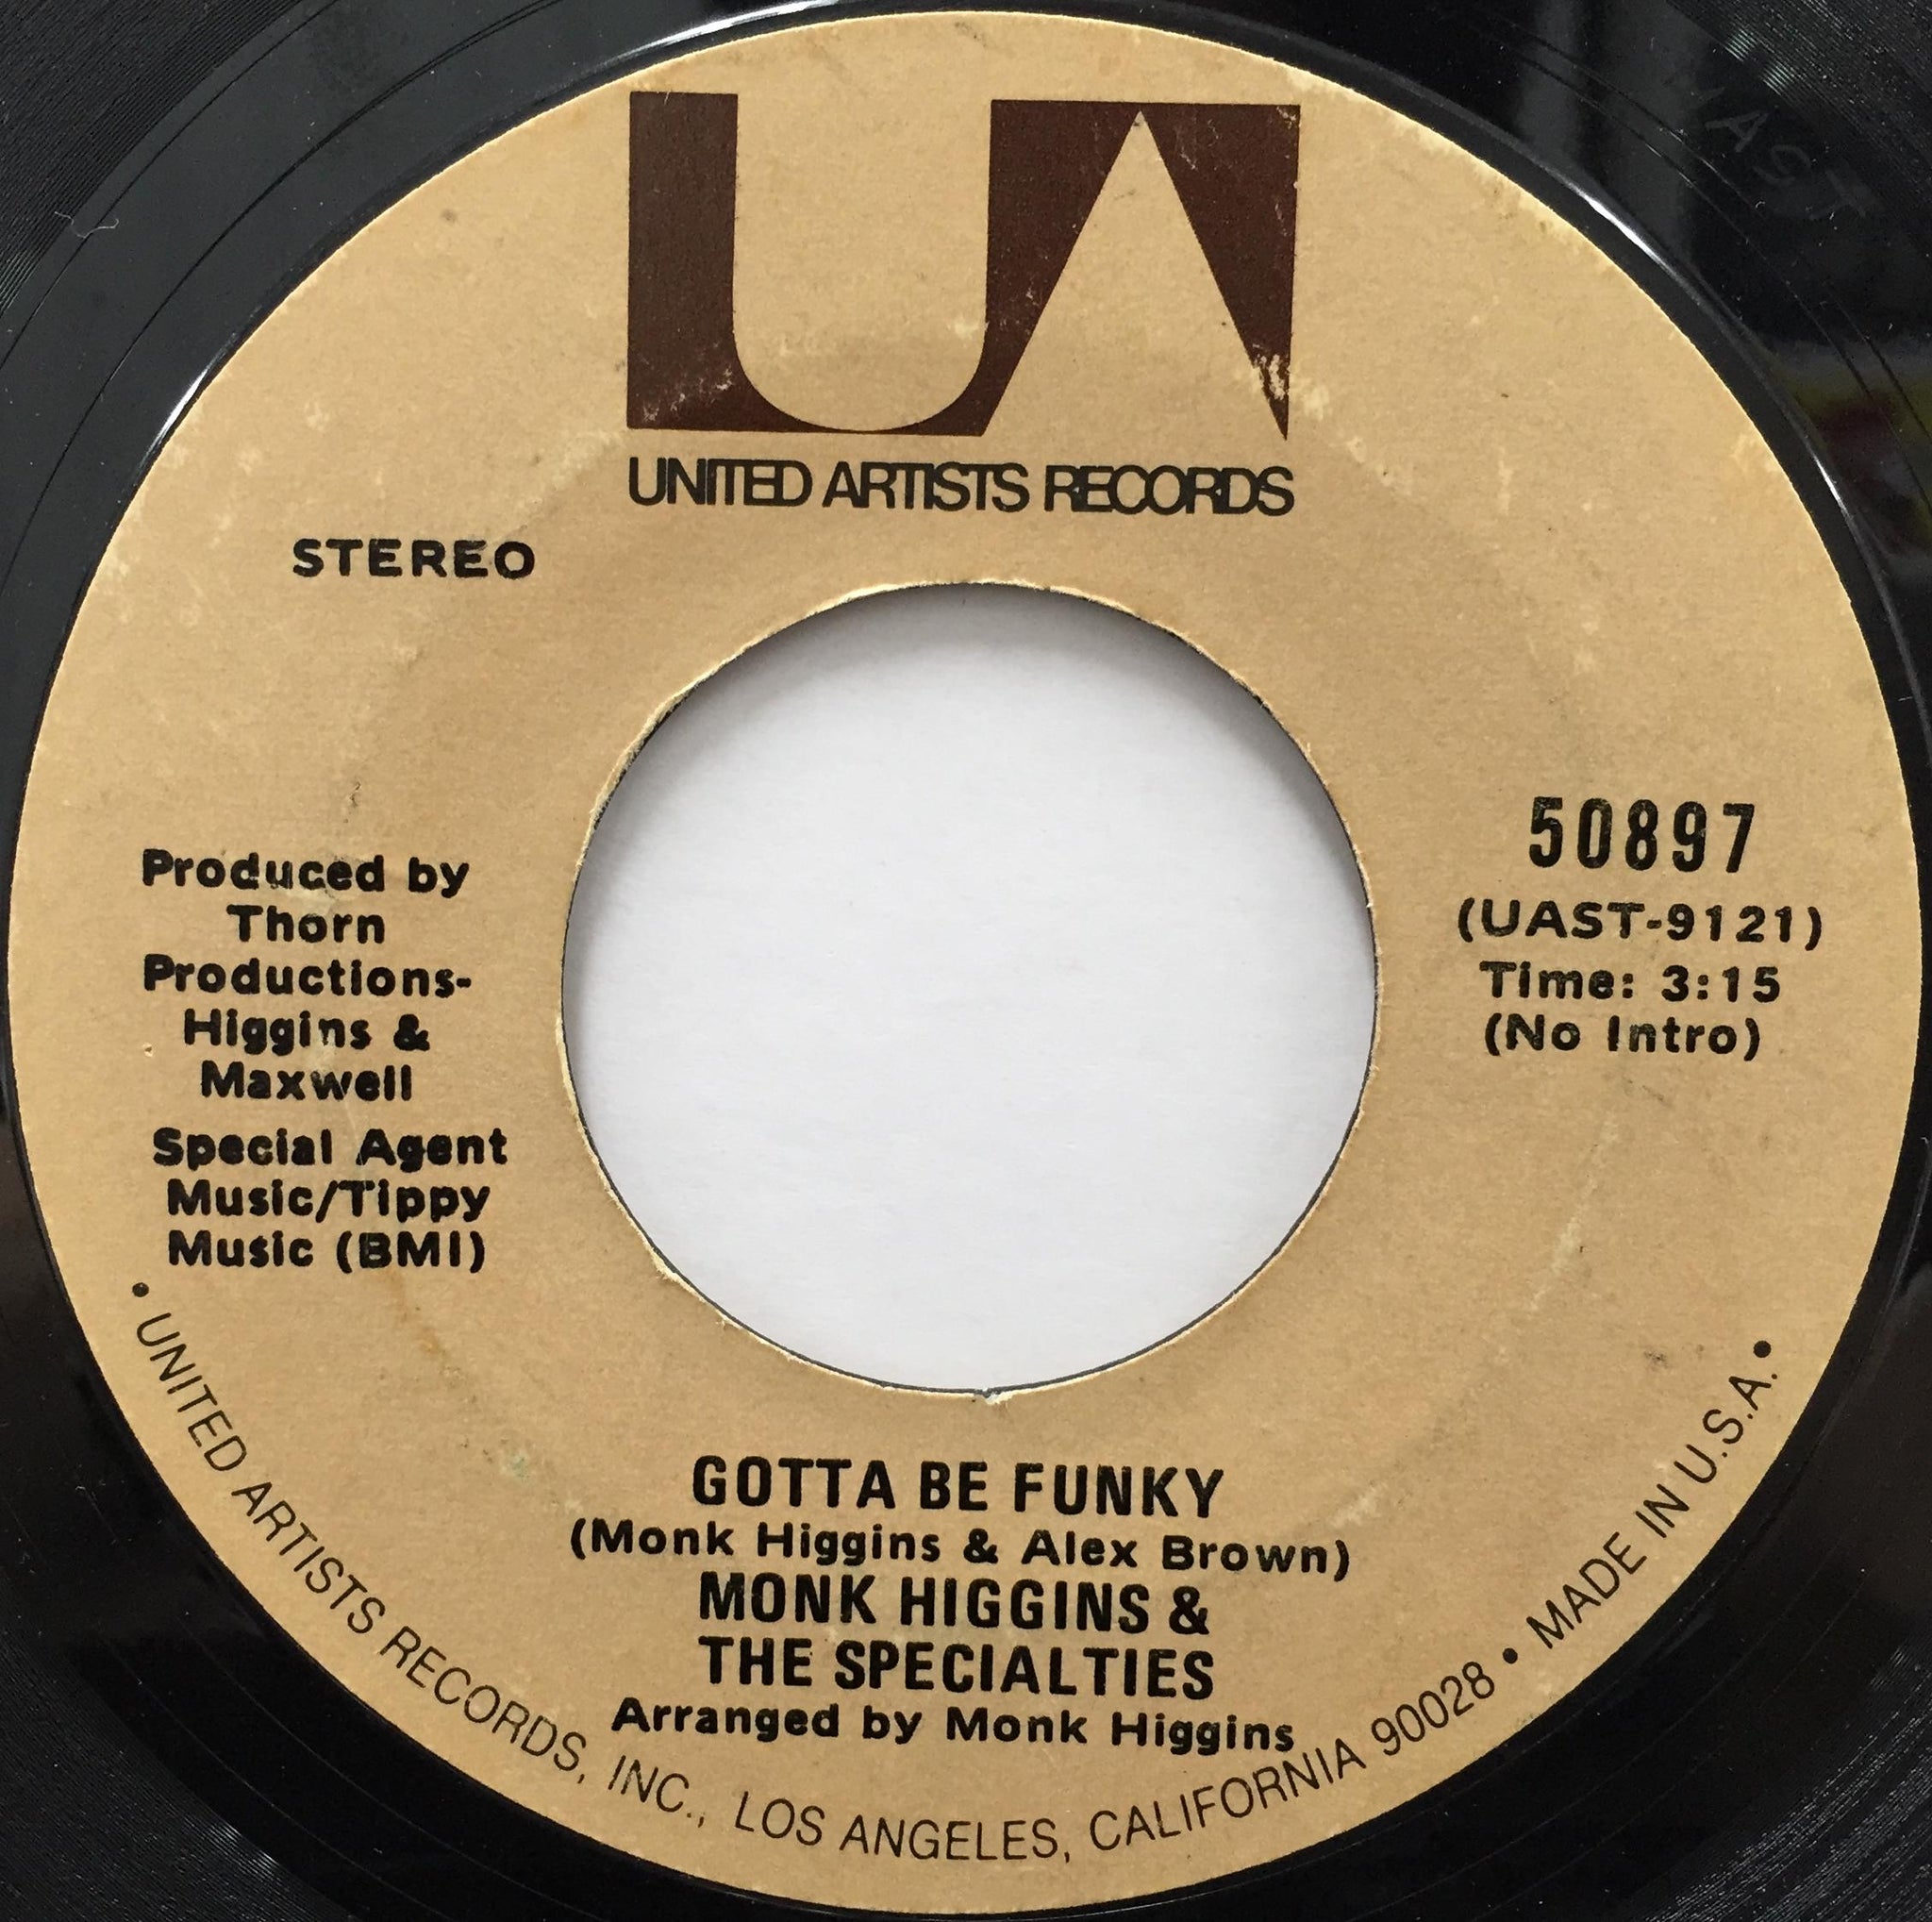 UA
UNITED ARTISTS RECORDS
STEREO
Produced by
Thorn
Productions-
Higgins &
Maxwell
Special Agent
Music/Tippy
Music (BMI)
50897
(UAST-9121)
Time: 3:15
(No Intro)
GOTTA BE FUNKY
(Monk Higgins & Alex Brown)
MONK HIGGINS &
THE SPECIALTIES
Arranged by Monk Higgins
• UNITED ARTISTS RECORDS, INC., LOS ANGELES, CALIFORNIA 90028 • MADE IN U.S.A. •
UAST